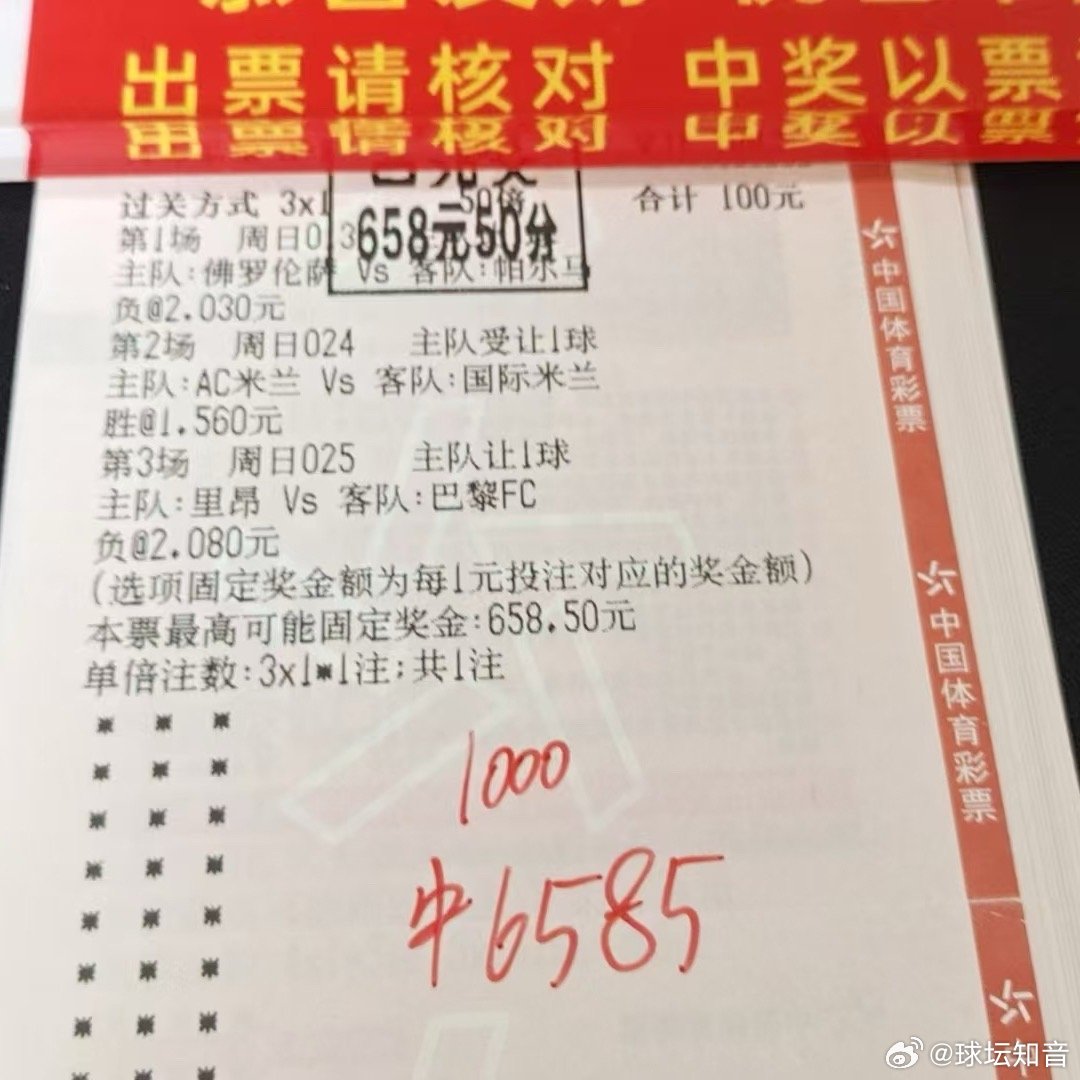 出票请核对 中奖以票
出票请核对 中奖以票
过关方式 3x1 50倍 合计 100元
658元50分
第1场 周日0
主队:佛罗伦萨 Vs 客队:帕尔马
负@2.030元
第2场 周日024 主队受让1球
主队:AC米兰 Vs 客队:国际米兰
胜@1.560元
第3场 周日025 主队让1球
主队:里昂 Vs 客队:巴黎FC
负@2.080元
(选项固定奖金额为每1元投注对应的奖金额)
本票最高可能固定奖金:658.50元
单倍注数:3x1*1注;共1注
1000
中6585
中国体育彩票
中国体育彩票
中
@球坛知音